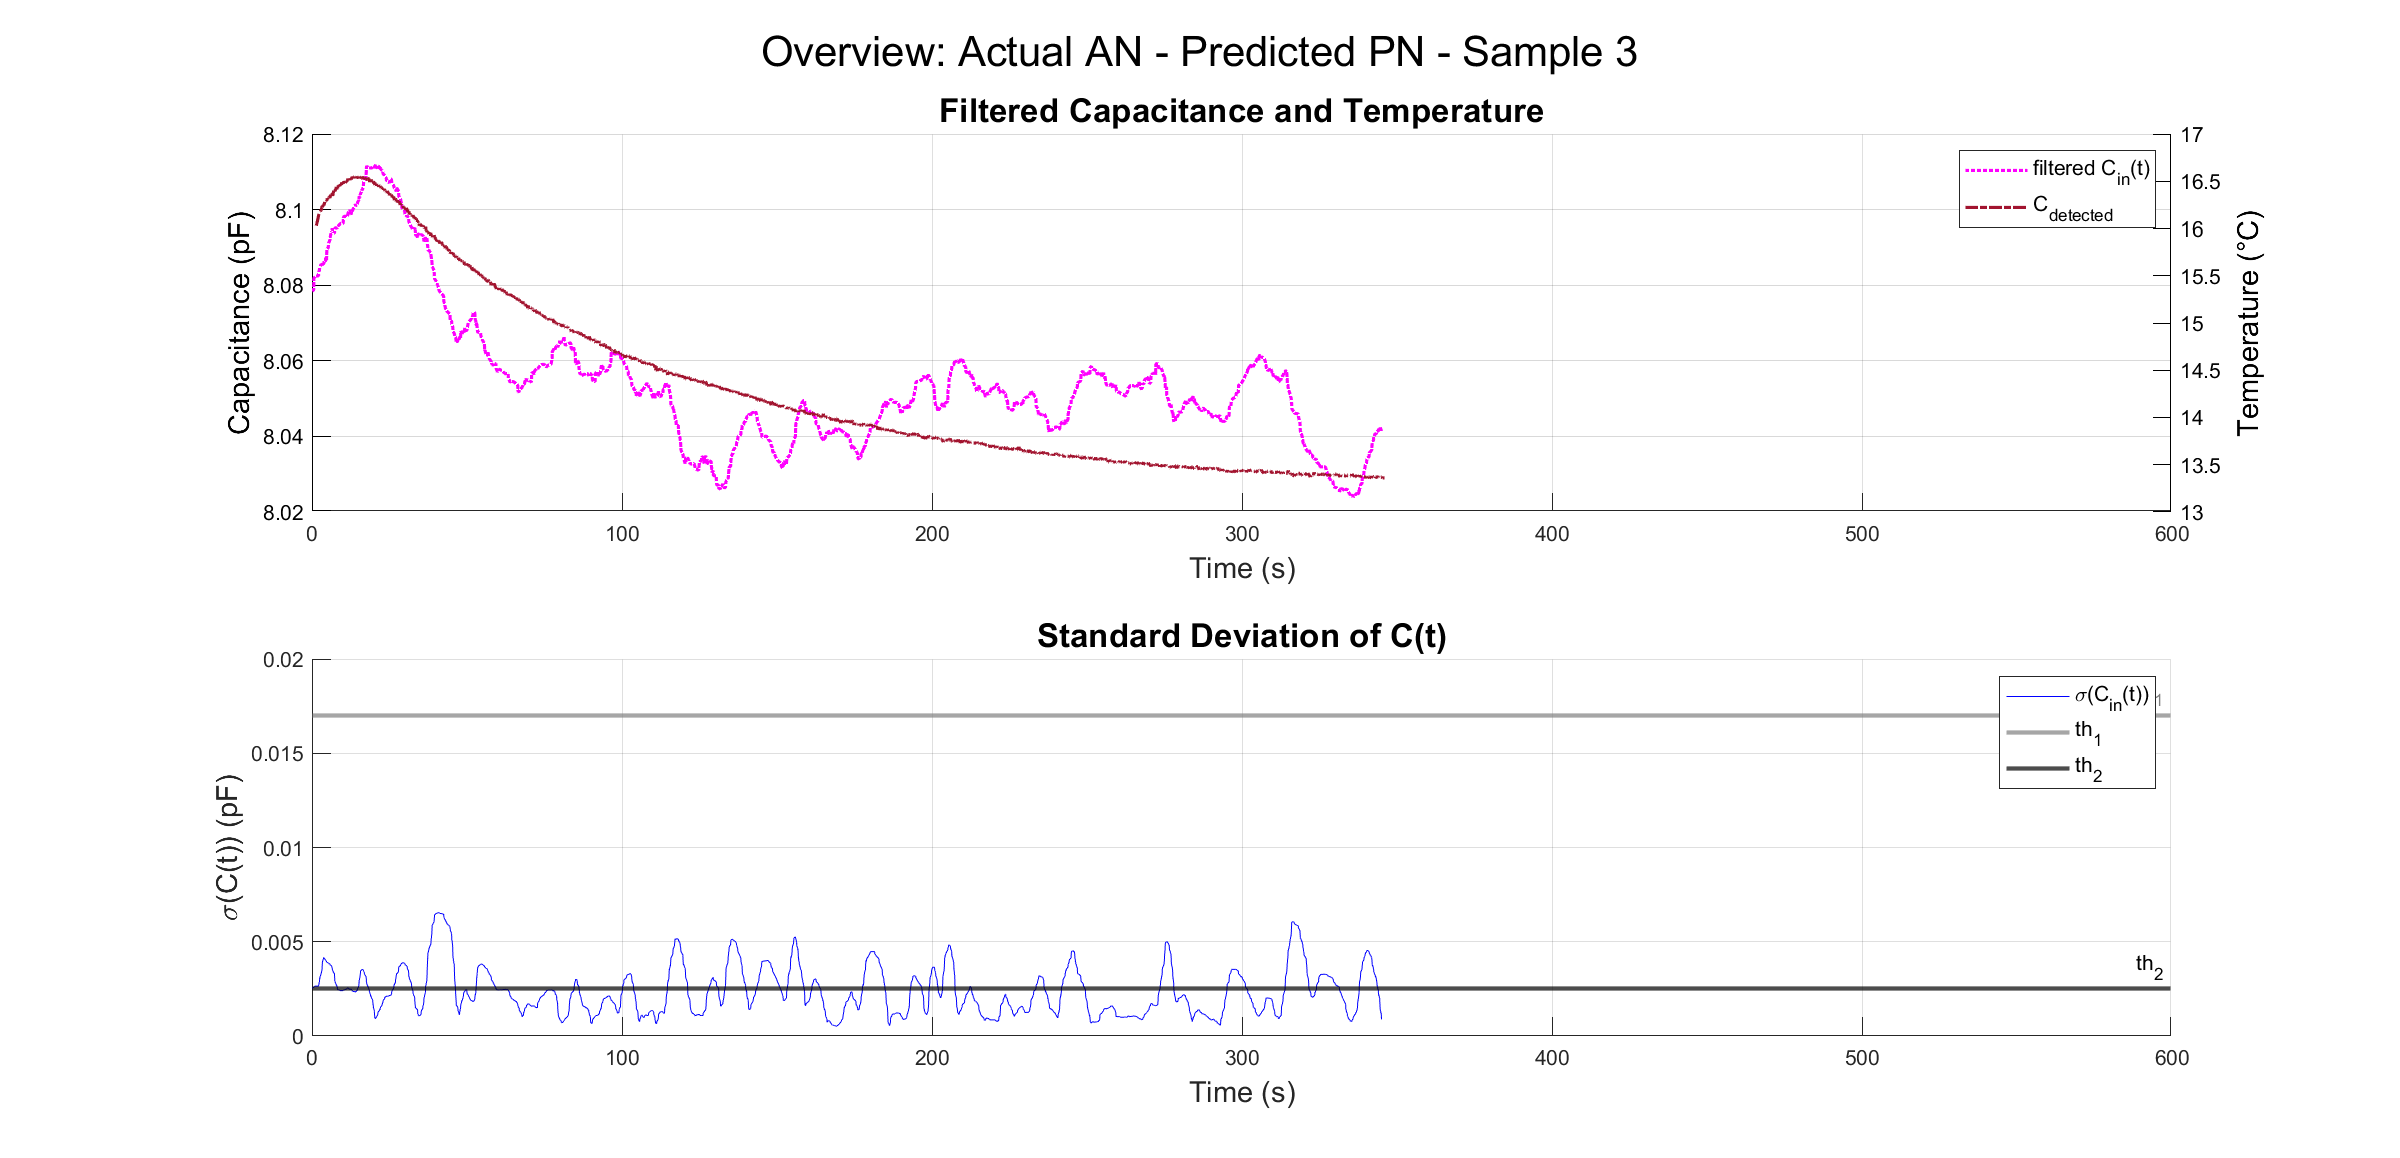 Overview: Actual AN - Predicted PN - Sample 3
Filtered Capacitance and Temperature
8.12
8.1
8.08
8.06
8.04
8.02
Capacitance (pF)
17
16.5
16
15.5
15
14.5
14
13.5
13
Temperature (°C)
filtered C_in(t)
C_detected
0 100 200 300 400 500 600
Time (s)
Standard Deviation of C(t)
0.02
0.015
0.01
0.005
0
σ(C(t)) (pF)
σ(C_in(t))
th_1
th_2
1
th_2
0 100 200 300 400 500 600
Time (s)